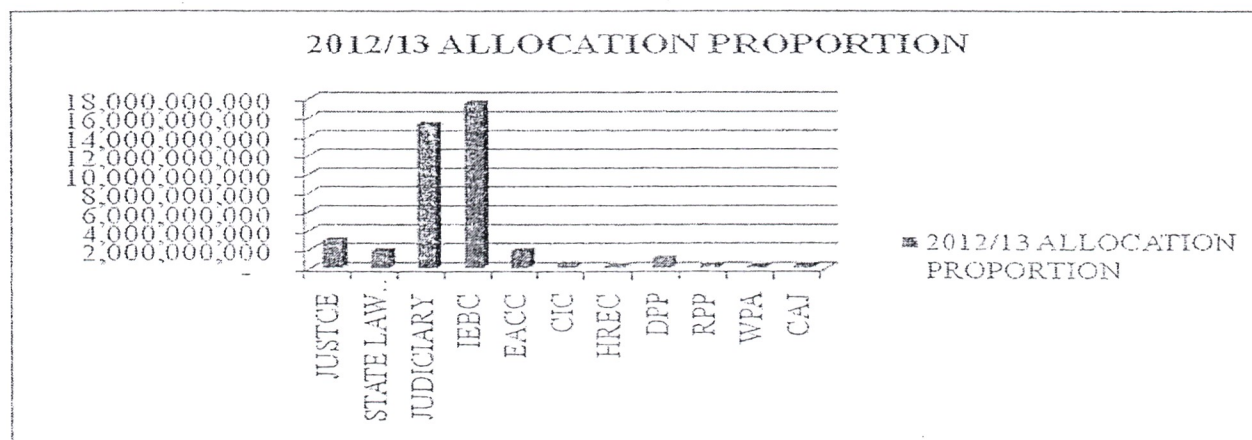 2012/13 ALLOCATION PROPORTION
18,000,000,000
16,000,000,000
14,000,000,000
12,000,000,000
10,000,000,000
8,000,000,000
6,000,000,000
4,000,000,000
2,000,000,000
-
JUSTCE
STATE LAW..
JUDICIARY
IEBC
EACC
CIC
HREC
DPP
RPP
WPA
CAJ
2012/13 ALLOCATION
PROPORTION